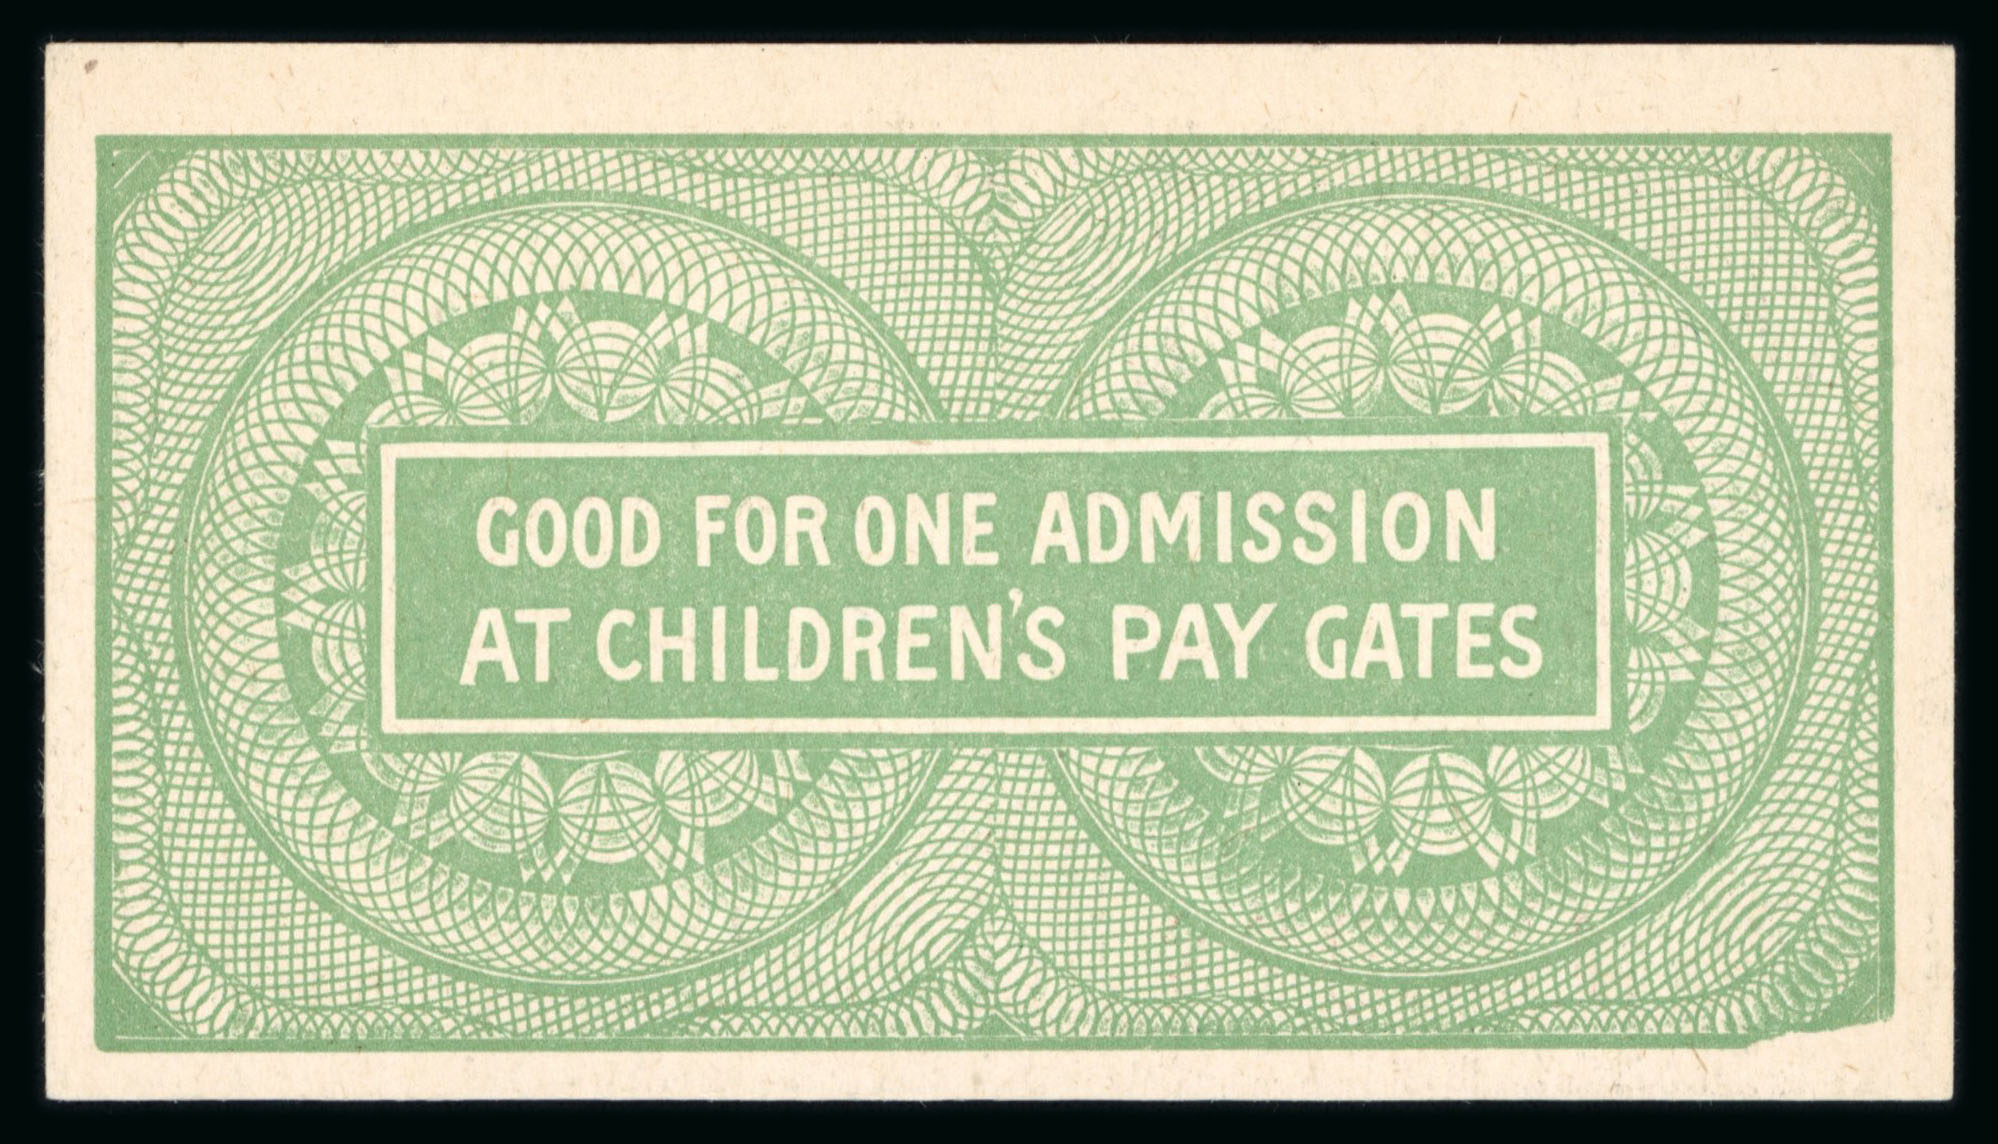 GOOD FOR ONE ADMISSION
AT CHILDREN'S PAY GATES